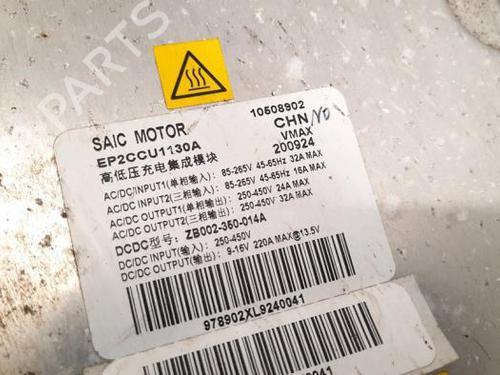 PARTS
SAIC MOTOR
10508902
EP2CCU1130A
CHN
VMAX
高低压充电集成模块
200924
AC/DC INPUT1(单相输入): 85-265V 45-65Hz 32A MAX
AC/DC INPUT2(三相输入): 85-265V 45-65Hz 16A MAX
AC/DC OUTPUT1(单相输出): 250-450V 24A MAX
AC/DC OUTPUT2(三相输出): 250-450V 32A MAX
DCDC型号: ZB002-350-014A
DC/DC INPUT(输入): 250-450V
DC/DC OUTPUT(输出): 9-16V 220A MAX@13.5V
978902XL9240041